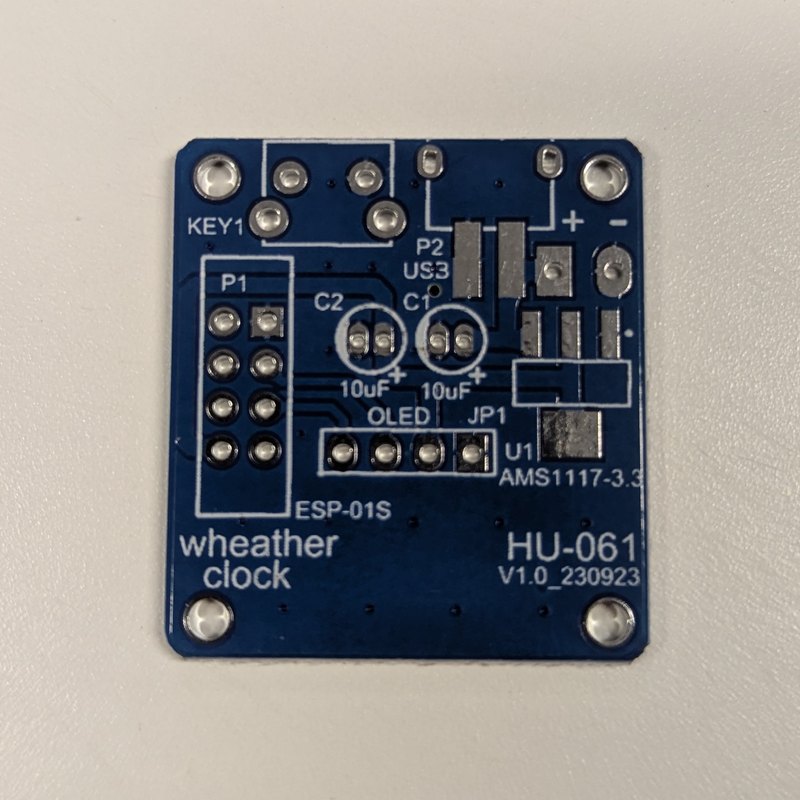 KEY1
+ -
P2
USB
P1
C2
C1
+
+
10uF
10uF
OLED
JP1
U1
AMS1117-3.3
ESP-01S
wheather
clock
HU-061
V1.0_230923